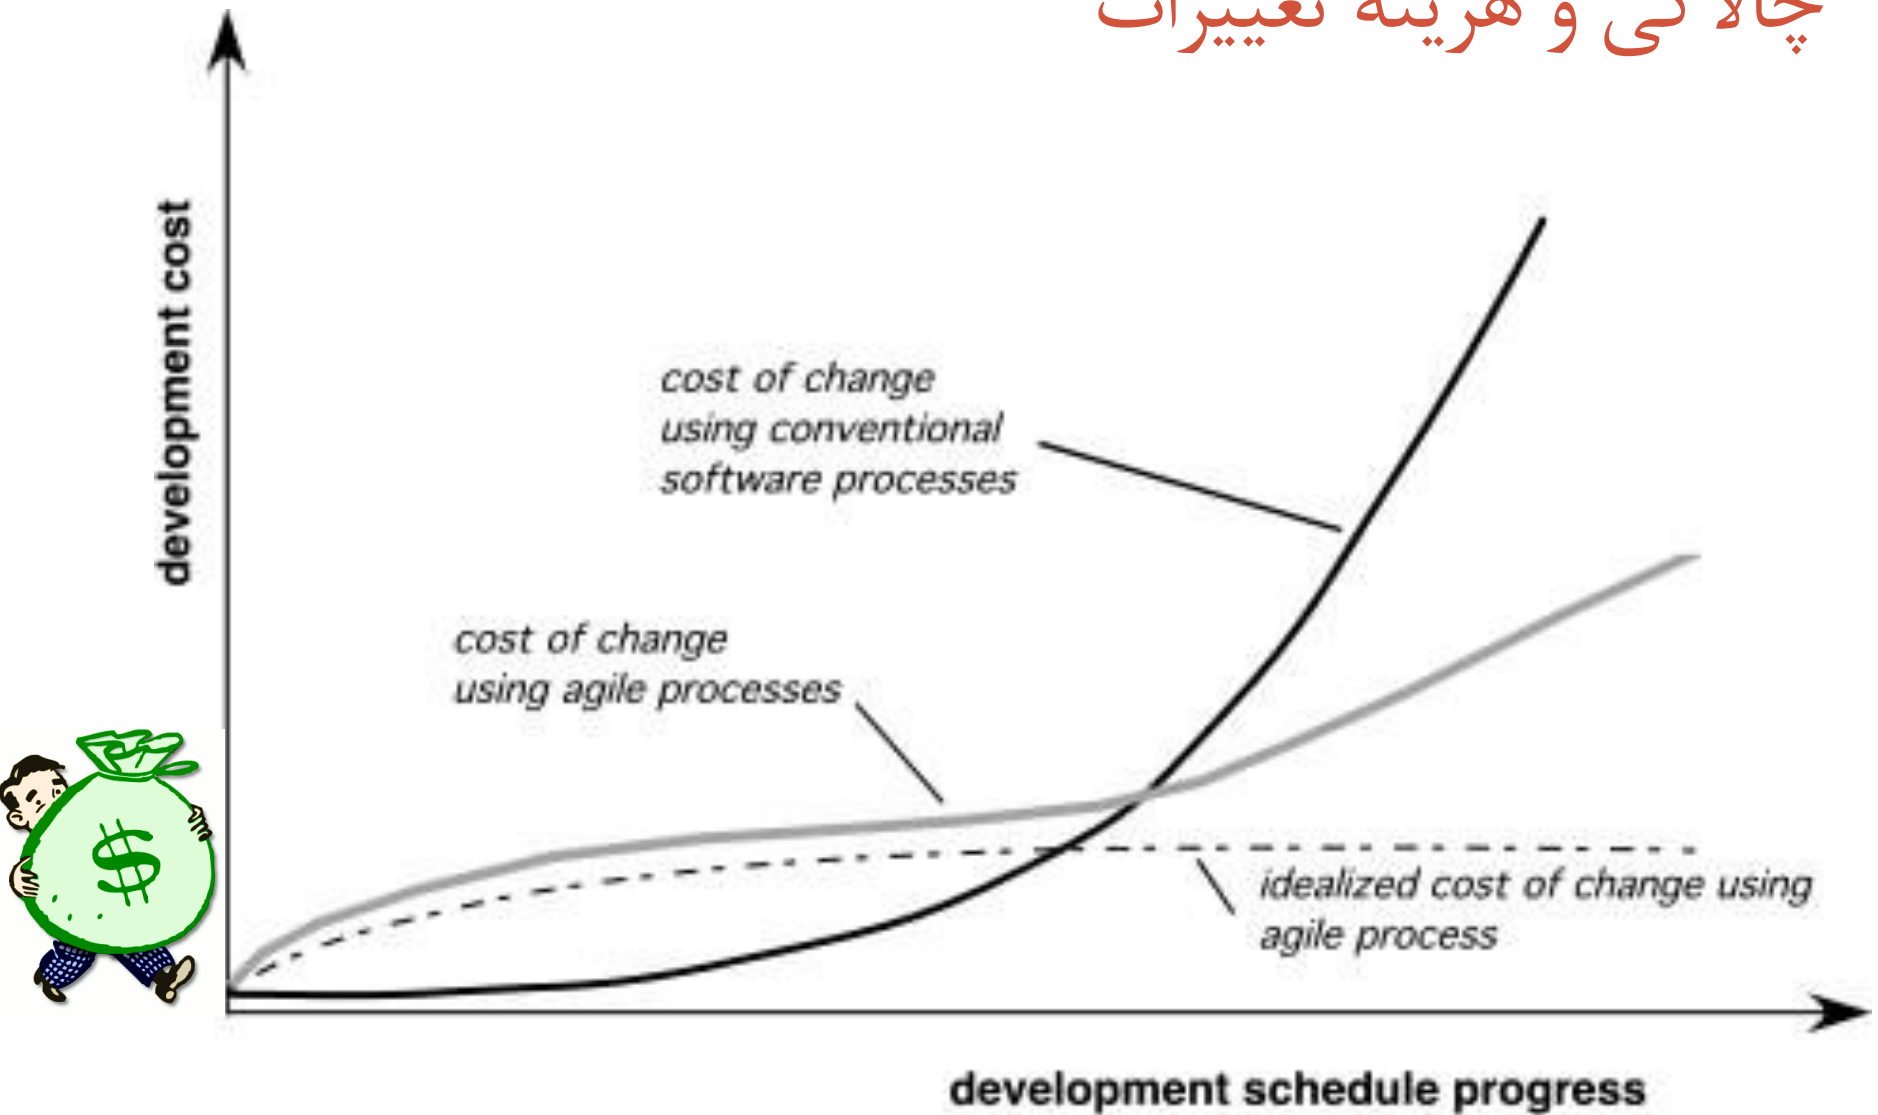 چالاکی و هزینه تغییرات
development cost
cost of change
using conventional
software processes
cost of change
using agile processes
$
idealized cost of change using
agile process
development schedule progress